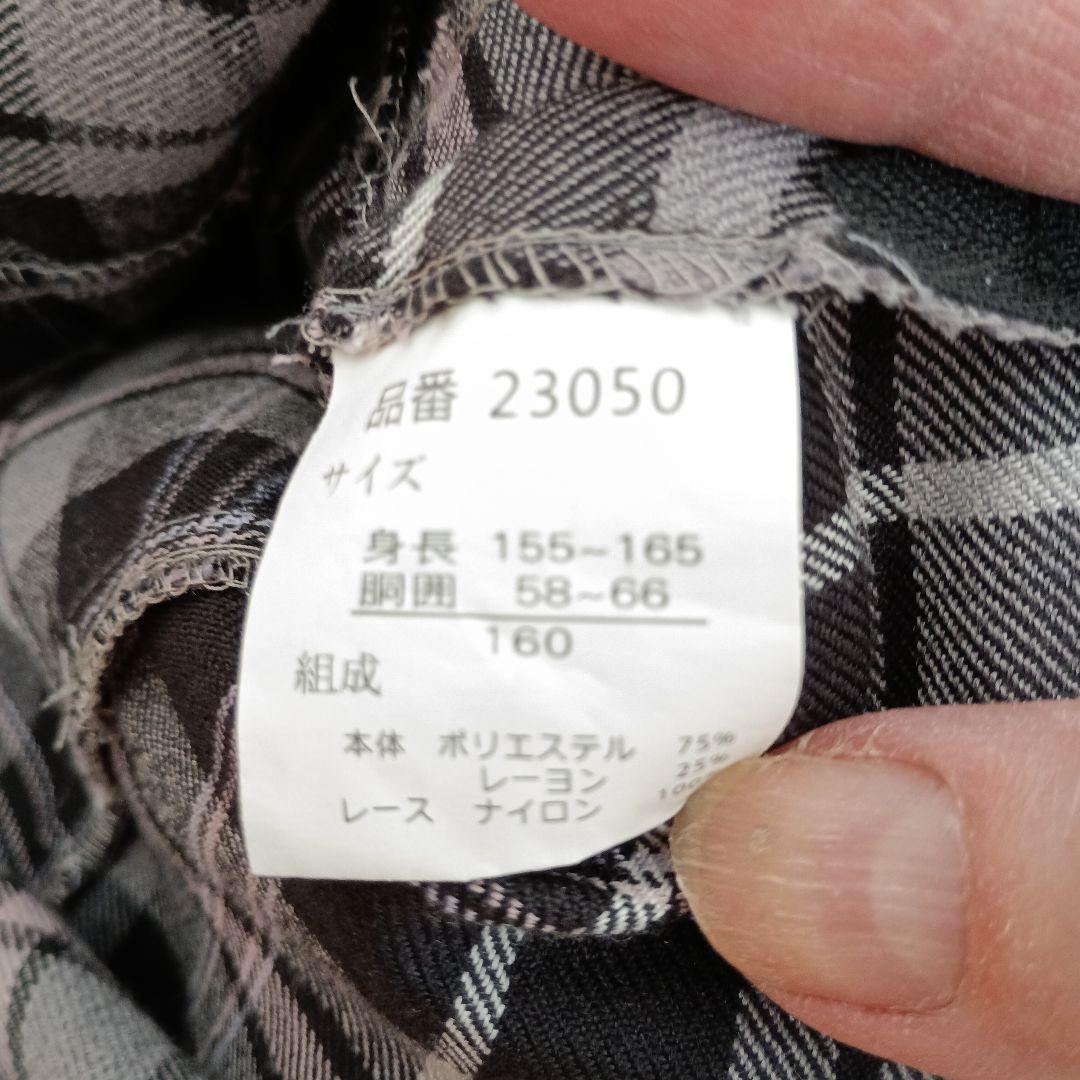 品番 23050
サイズ
身長 155~165
胴囲 58~66
160
組成
本体 ポリエステル 75%
レーヨン 25%
レース ナイロン 100